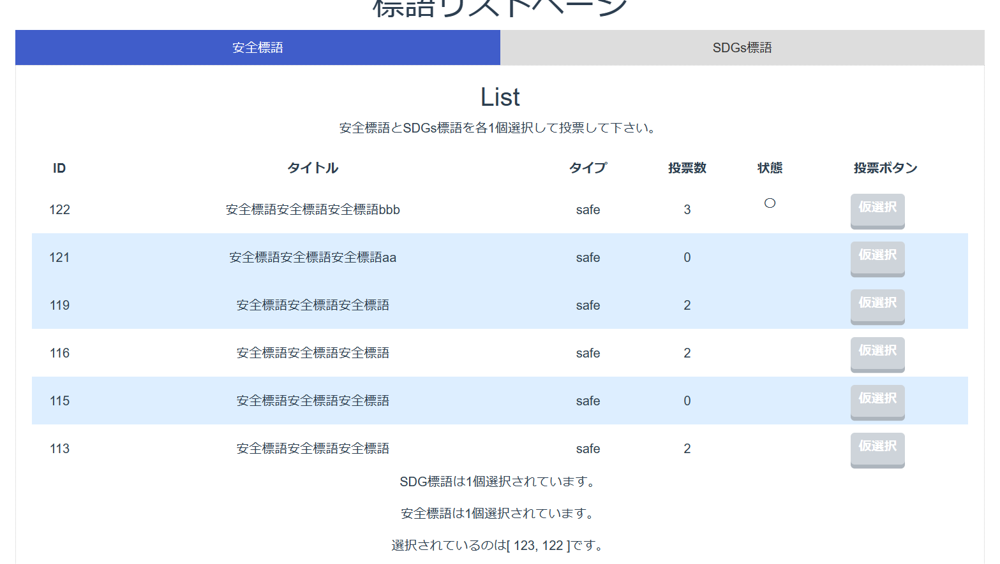 標語リストページ
安全標語 SDGs標語
List
安全標語とSDGs標語を各1個選択して投票して下さい。
ID タイトル タイプ 投票数 状態 投票ボタン
122 安全標語安全標語安全標語bbb safe 3 〇 仮選択
121 安全標語安全標語安全標語aa safe 0 仮選択
119 安全標語安全標語安全標語 safe 2 仮選択
116 安全標語安全標語安全標語 safe 2 仮選択
115 安全標語安全標語安全標語 safe 0 仮選択
113 安全標語安全標語安全標語 safe 2 仮選択
SDG標語は1個選択されています。
安全標語は1個選択されています。
選択されているのは[ 123, 122 ]です。